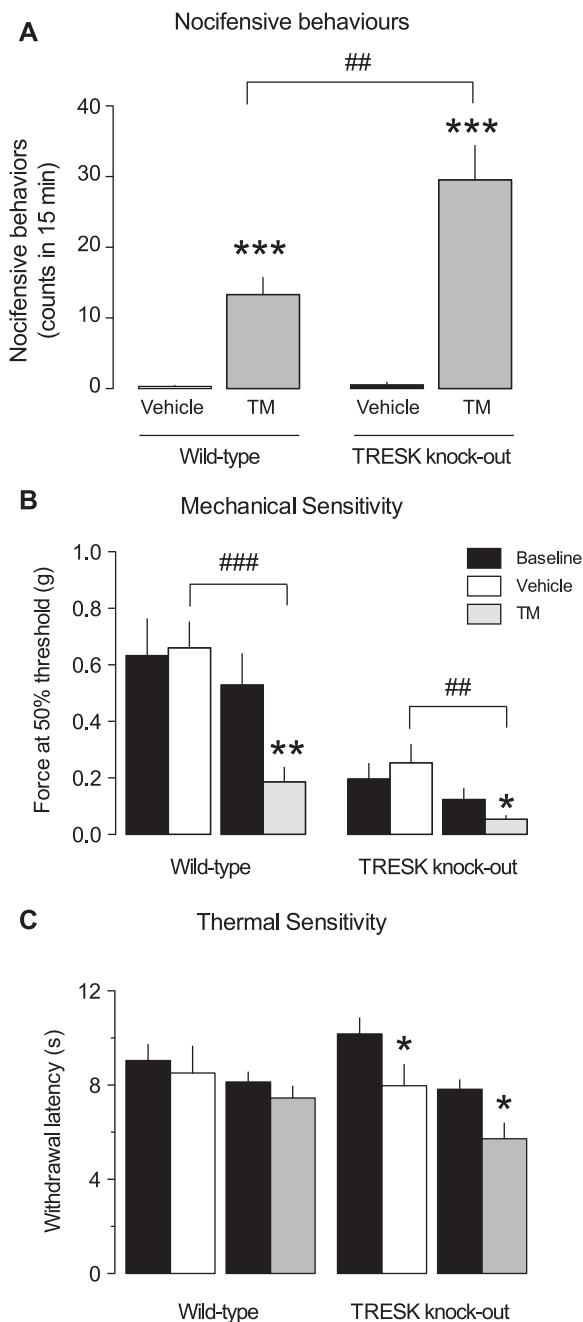 A
Nocifensive behaviours
##
Nocifensive behaviors
(counts in 15 min)
40
30
20
10
0
***
***
Vehicle TM Vehicle TM
Wild-type TRESK knock-out
B
Mechanical Sensitivity
Force at 50% threshold (g)
1.0
0.8
0.6
0.4
0.2
0.0
###
##
**
*
Baseline
Vehicle
TM
Wild-type TRESK knock-out
C
Thermal Sensitivity
Withdrawal latency (s)
12
8
4
0
*
*
Wild-type TRESK knock-out